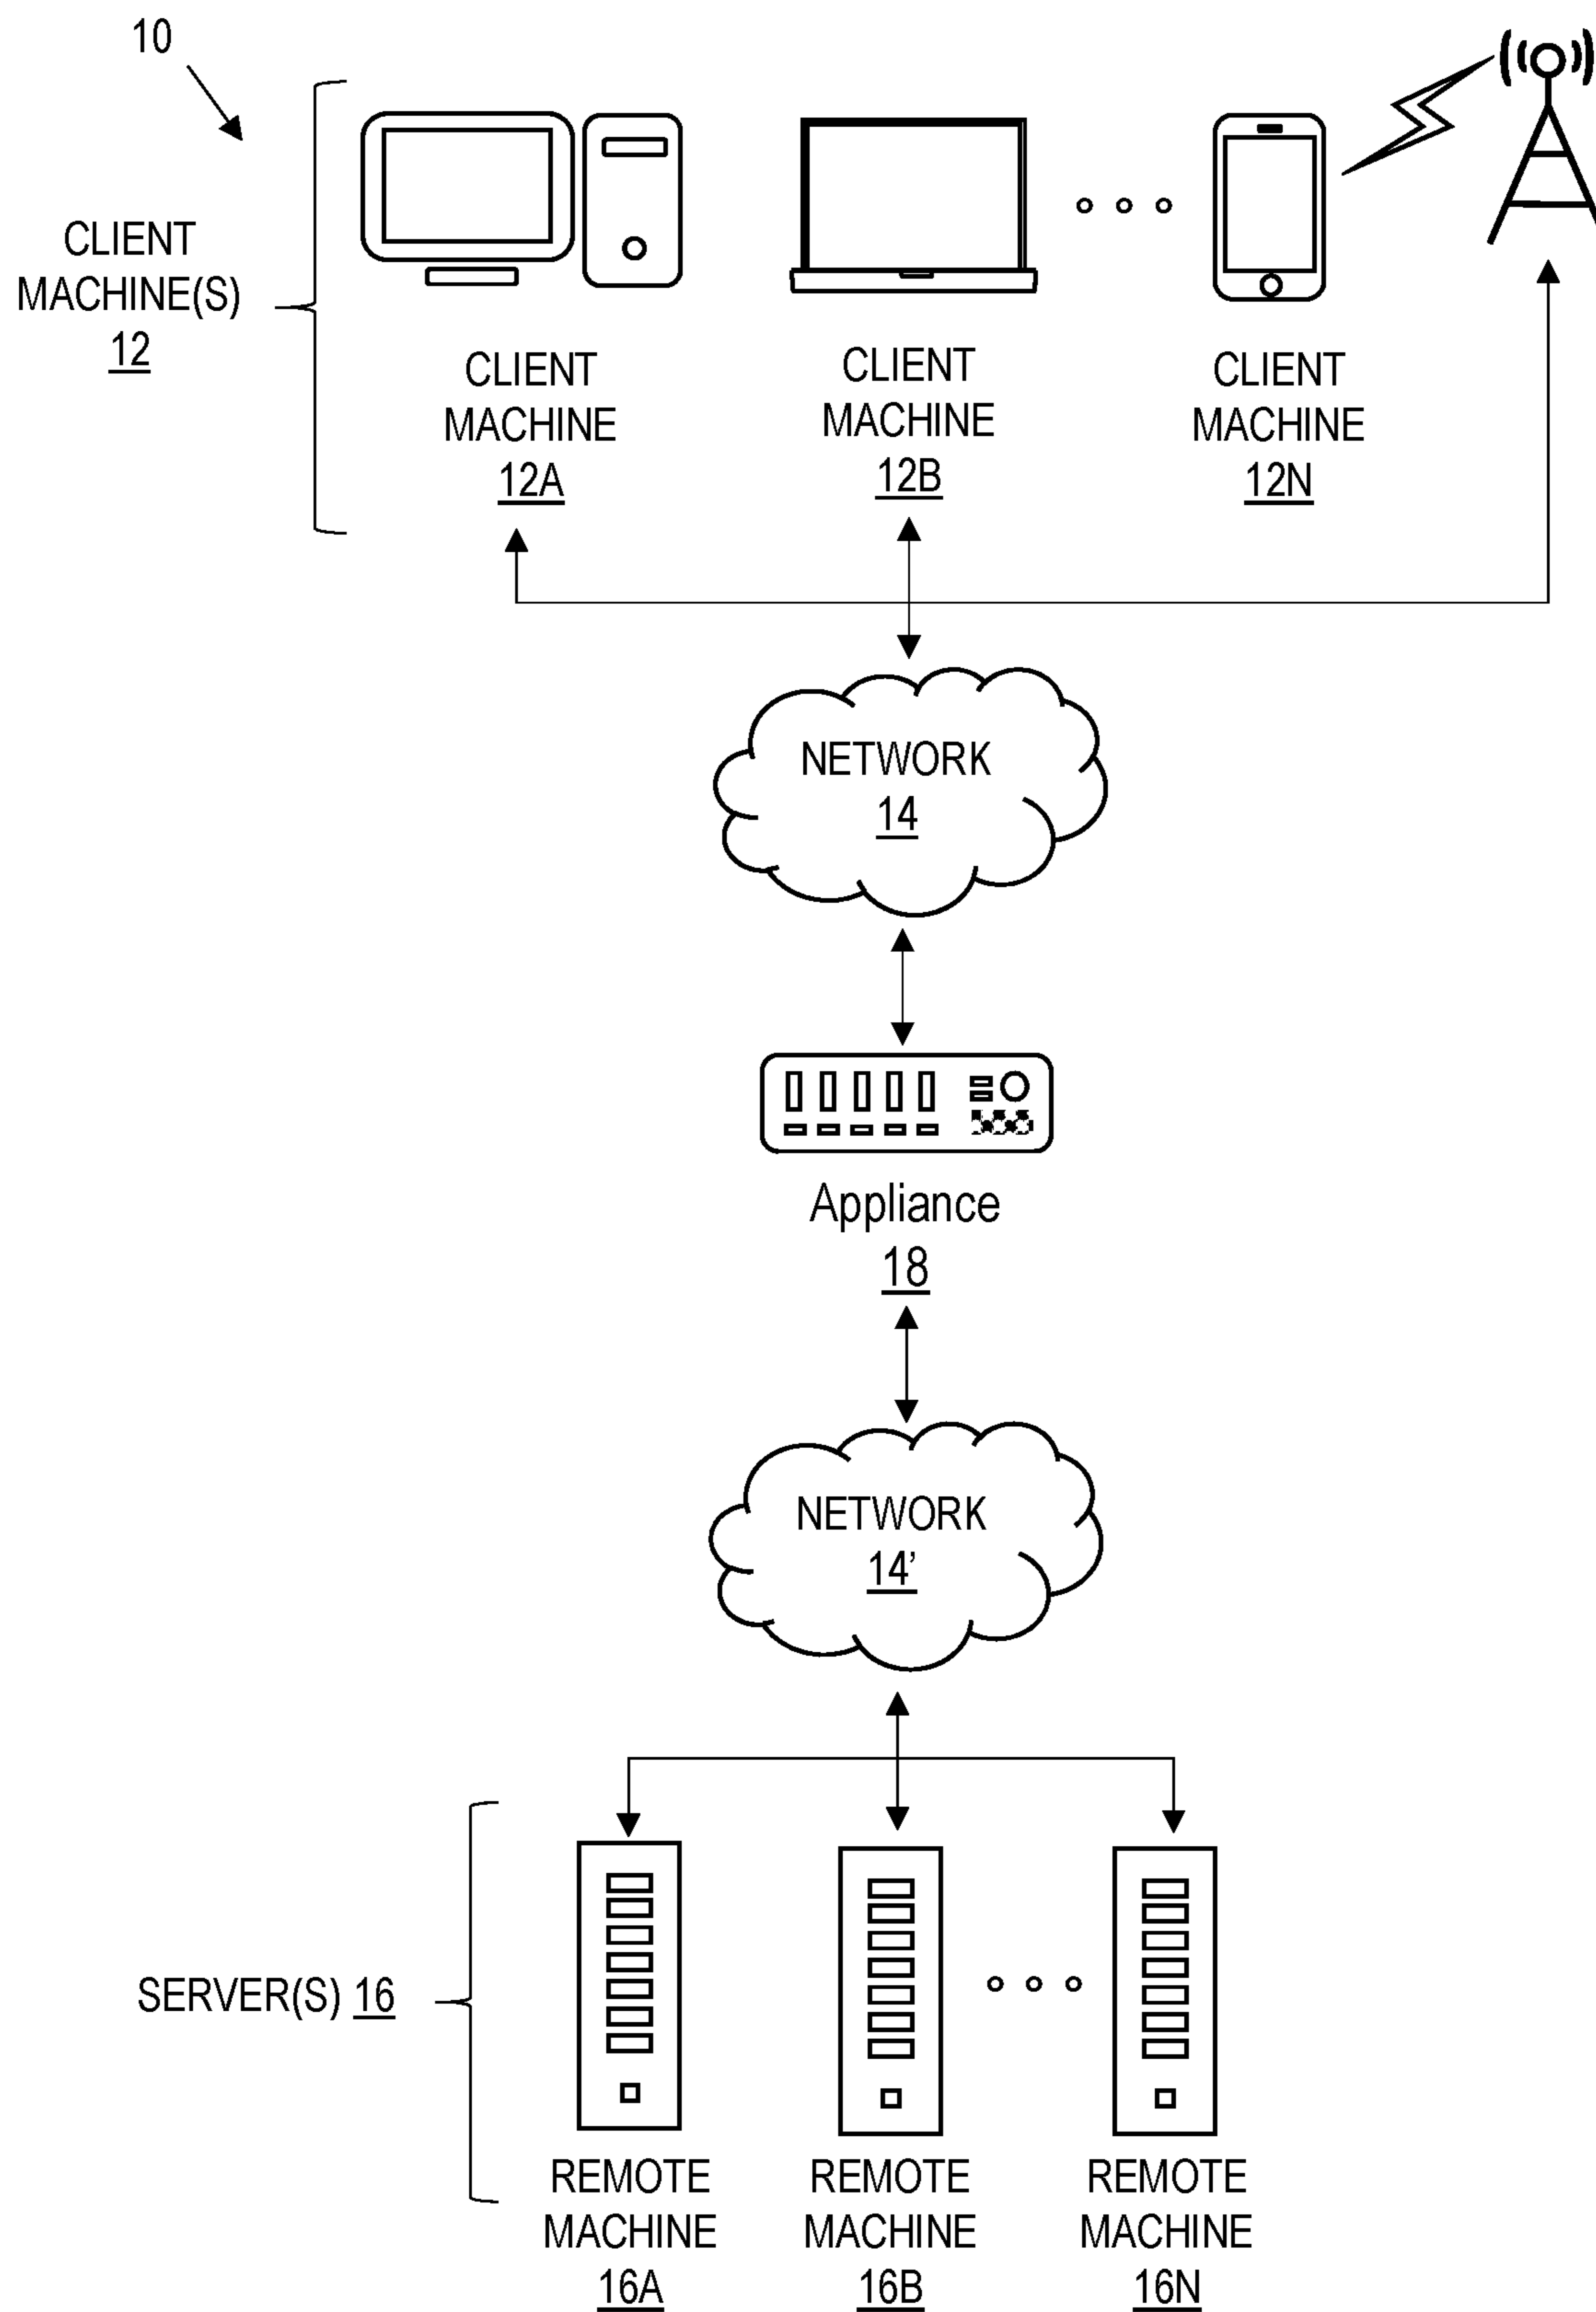 10
CLIENT
MACHINE(S)
12
CLIENT
MACHINE
12A
CLIENT
MACHINE
12B
CLIENT
MACHINE
12N
NETWORK
14
Appliance
18
NETWORK
14’
SERVER(S) 16
REMOTE
MACHINE
16A
REMOTE
MACHINE
16B
REMOTE
MACHINE
16N